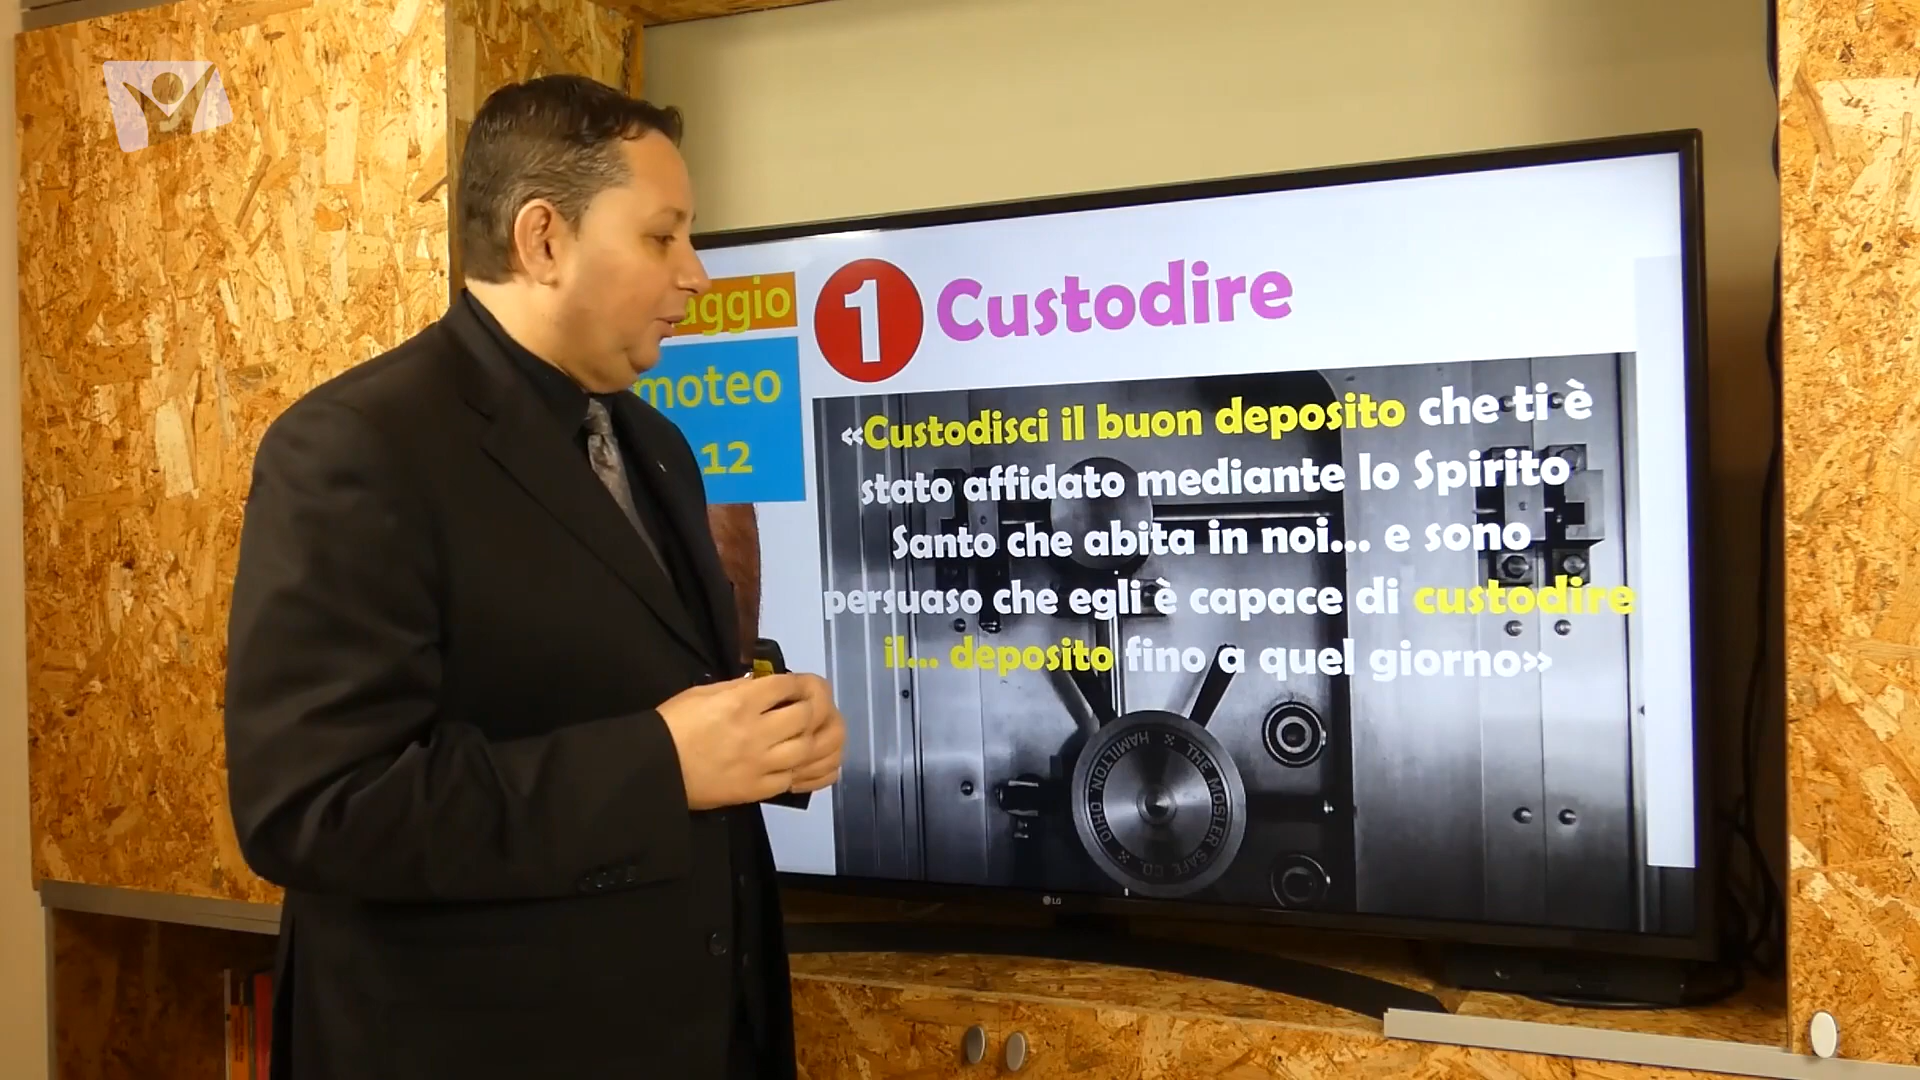 aggio
moteo
12
1 Custodire
«Custodisci il buon deposito che ti è
stato affidato mediante lo Spirito
Santo che abita in noi... e sono
persuaso che egli è capace di custodire
il... deposito fino a quel giorno»
THE MOSLER SAFE CO. HAMILTON, OHIO
LG